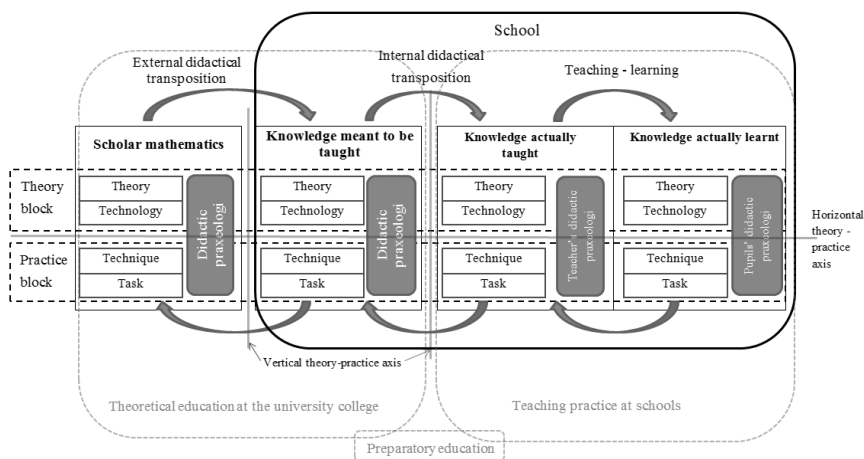 School
External didactical
transposition
Internal didactical
transposition
Teaching - learning
Scholar mathematics
Knowledge meant to be
taught
Knowledge actually
taught
Knowledge actually learnt
Theory
block
Theory
Technology
Didactic
praxeologi
Theory
Technology
Didactic
praxeologi
Theory
Technology
Teacher's didactic
praxeologi
Theory
Technology
Pupils' didactic
praxeologi
Horizontal
theory -
practice
axis
Practice
block
Technique
Task
Technique
Task
Technique
Task
Technique
Task
Vertical theory-practice axis
Theoretical education at the university college
Teaching practice at schools
Preparatory education